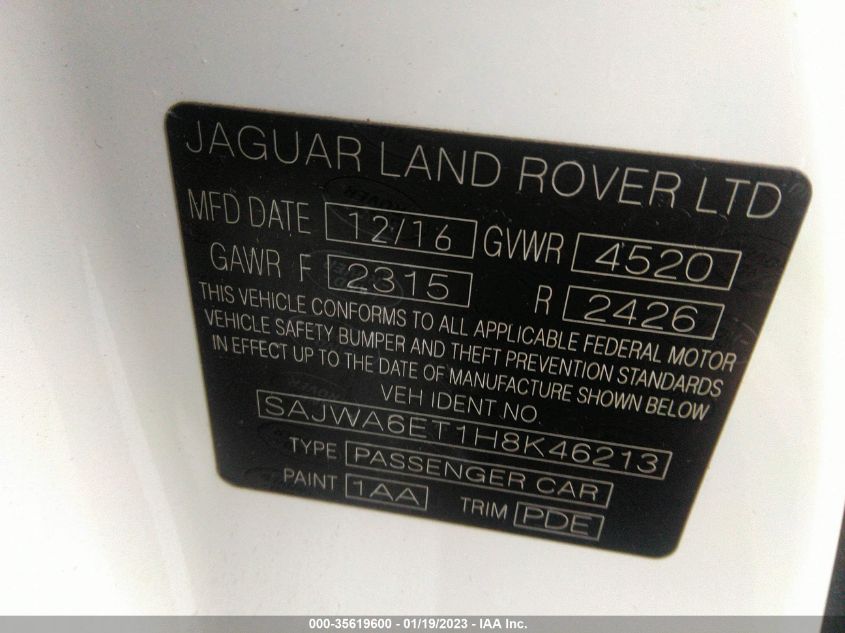 JAGUAR LAND ROVER LTD
MFD DATE 12/16 GVWR 4520
GAWR F 2315 R 2426
THIS VEHICLE CONFORMS TO ALL APPLICABLE FEDERAL MOTOR
VEHICLE SAFETY BUMPER AND THEFT PREVENTION STANDARDS
IN EFFECT UP TO THE DATE OF MANUFACTURE SHOWN BELOW
VEH IDENT NO.
SAJWA6ET1H8K46213
TYPE PASSENGER CAR
PAINT 1AA TRIM PDE
000-35619600 - 01/19/2023 - IAA Inc.